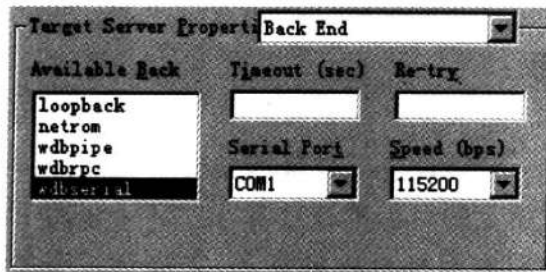 Target Server Properti Back End
Available Back
Timeout (sec)
Re-try
loopback
netrom
wdbpipe
wdbrpc
wdbserial
Serial Port
Speed (bps)
COM1
115200